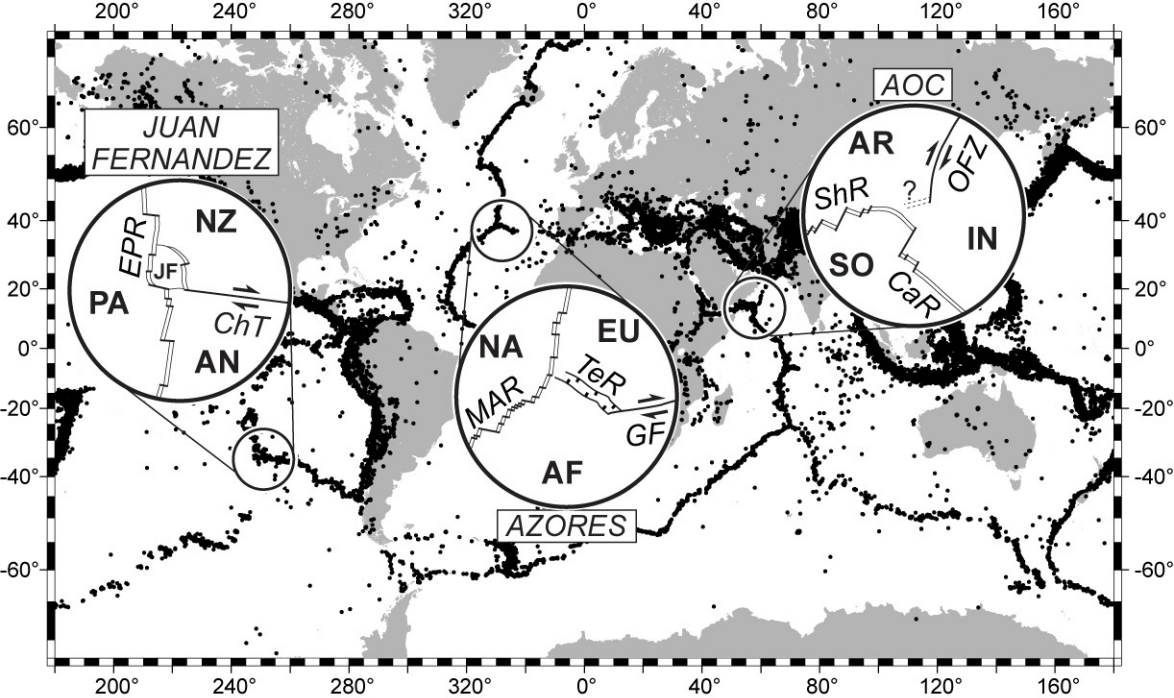 200° 240° 280° 320° 0° 40° 80° 120° 160°
60°
40°
20°
0°
-20°
-40°
-60°
JUAN
FERNANDEZ
EPR
NZ
JF
PA
ChT
AN
NA
EU
MAR
TeR
GF
AF
AZORES
AOC
AR
OFZ
ShR
?
SO
IN
CaR
60°
40°
20°
0°
-20°
-40°
-60°
200° 240° 280° 320° 0° 40° 80° 120° 160°